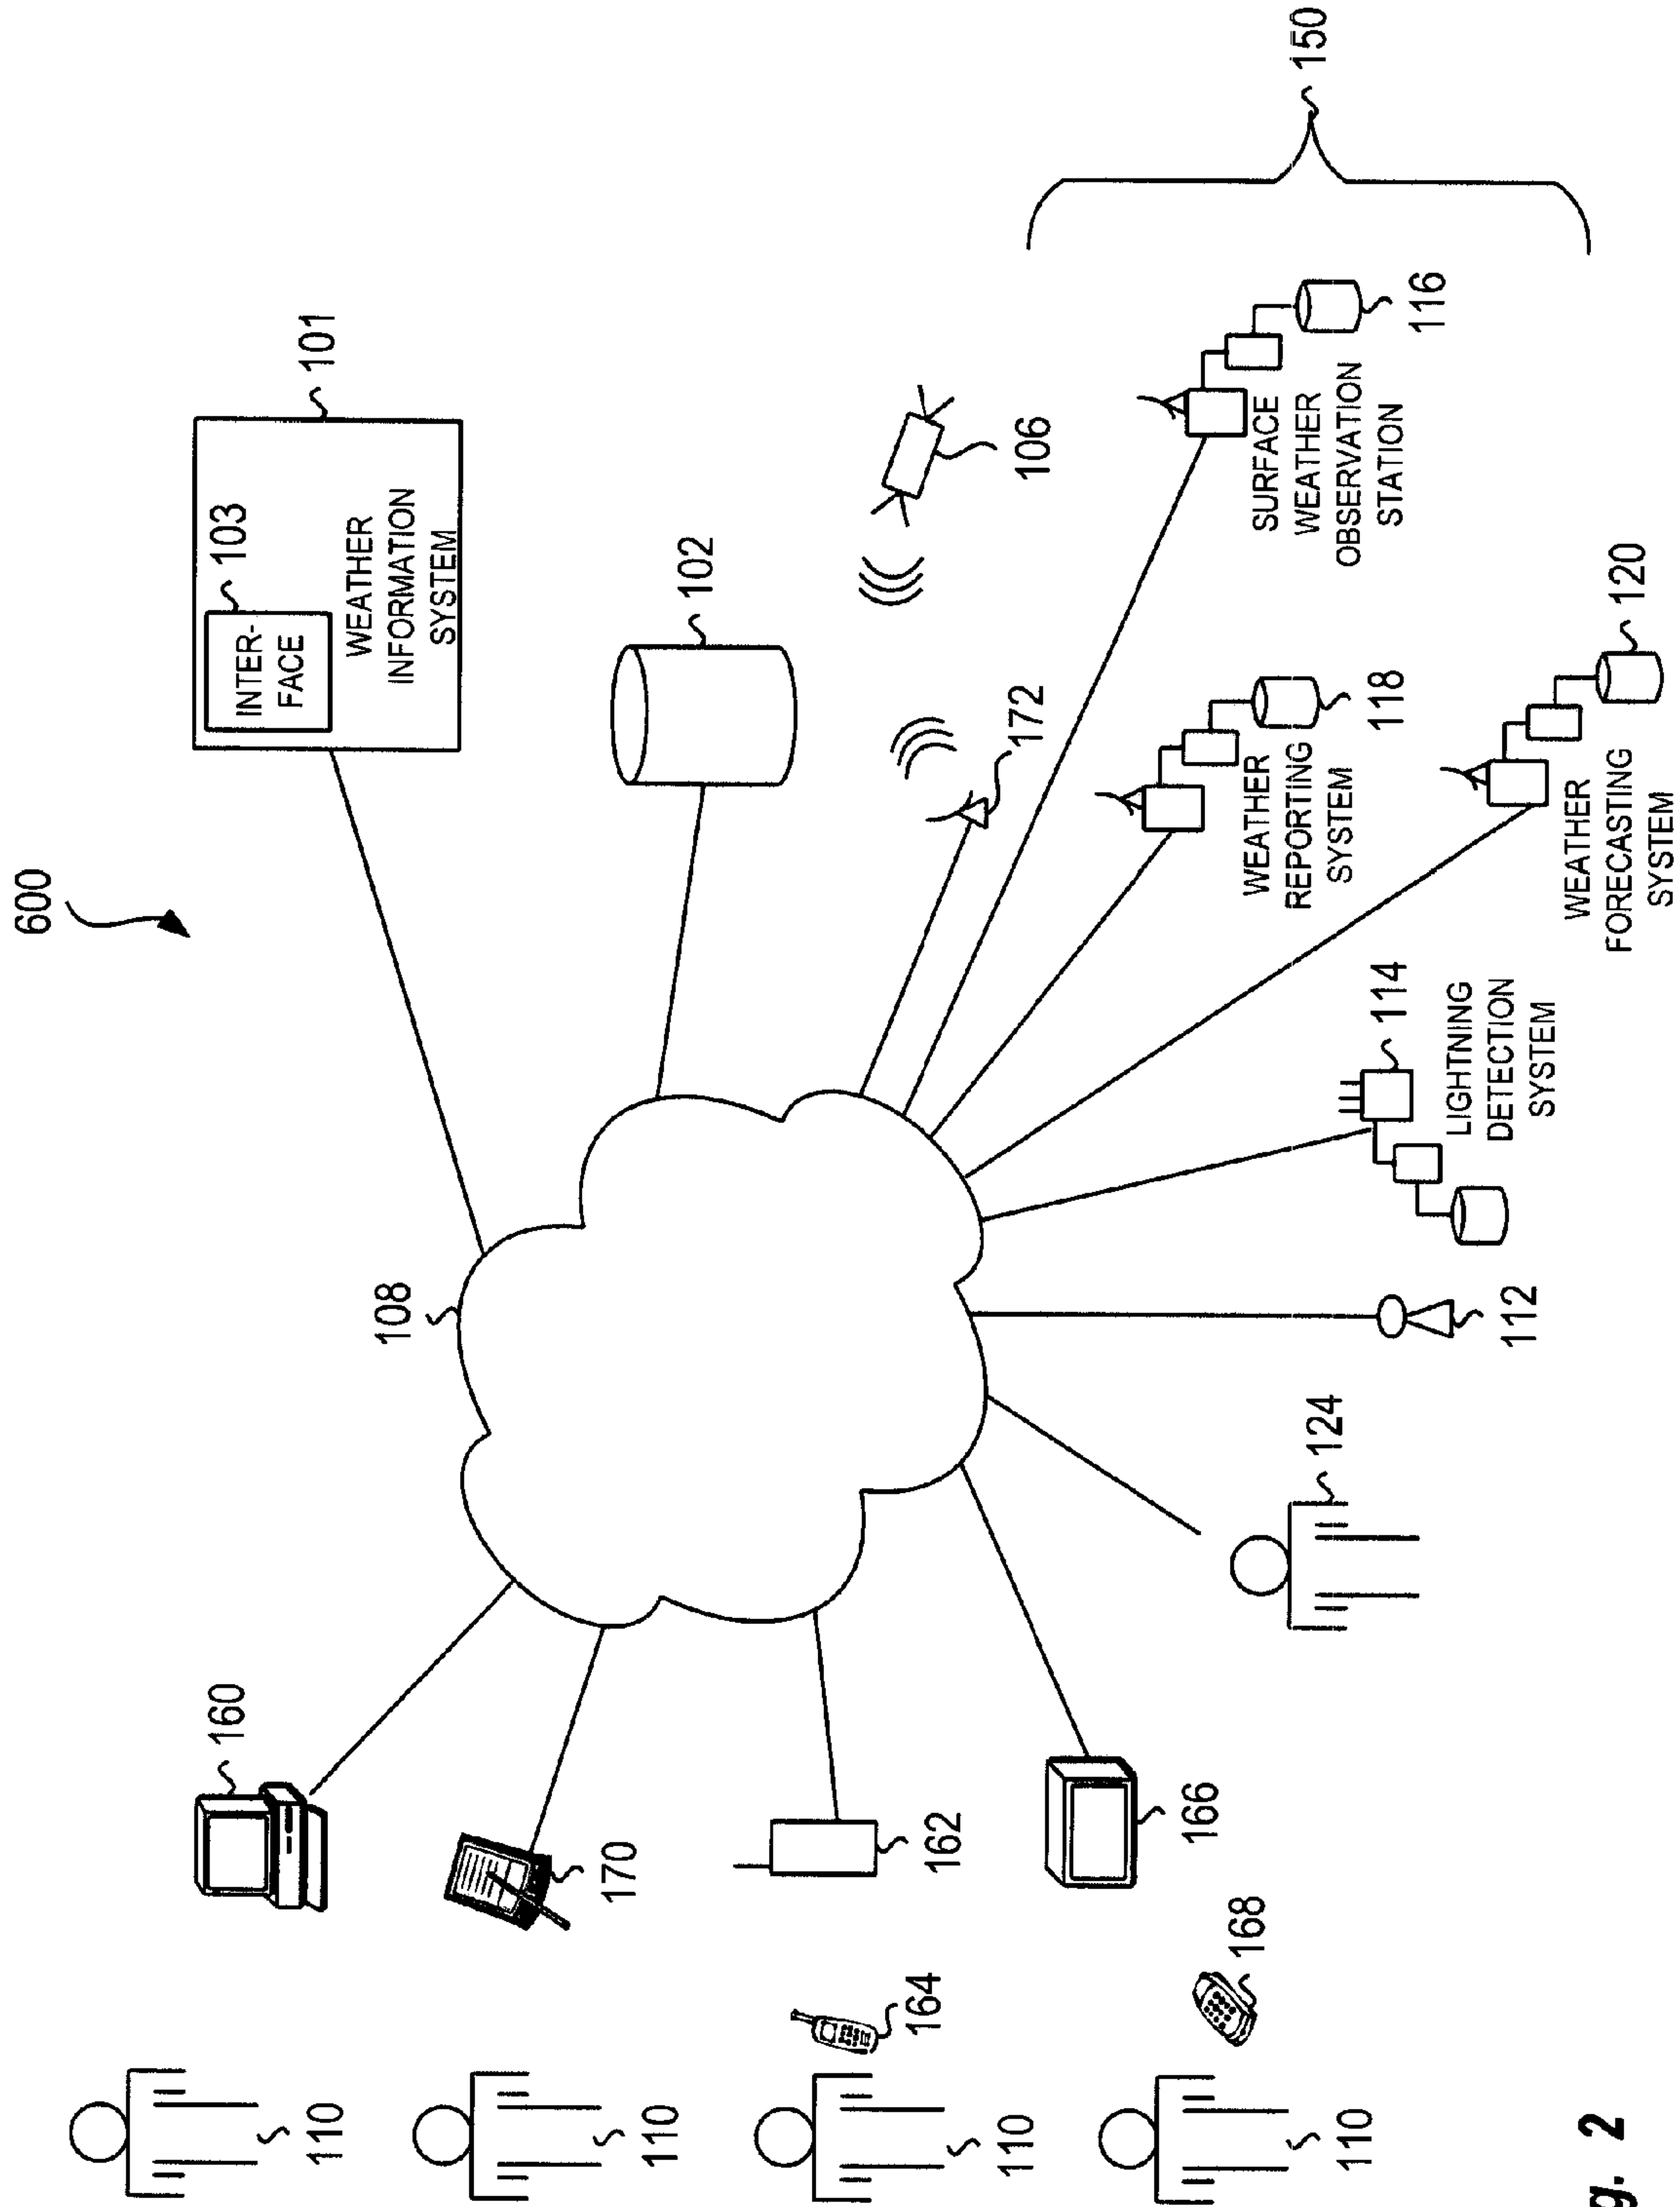 600
101
103
INTER-
FACE
WEATHER
INFORMATION
SYSTEM
108
102
106
172
160
170
162
164
166
168
110
110
110
110
124
112
114
LIGHTNING
DETECTION
SYSTEM
118
WEATHER
REPORTING
SYSTEM
116
SURFACE
WEATHER
OBSERVATION
STATION
120
WEATHER
FORECASTING
SYSTEM
150
g. 2